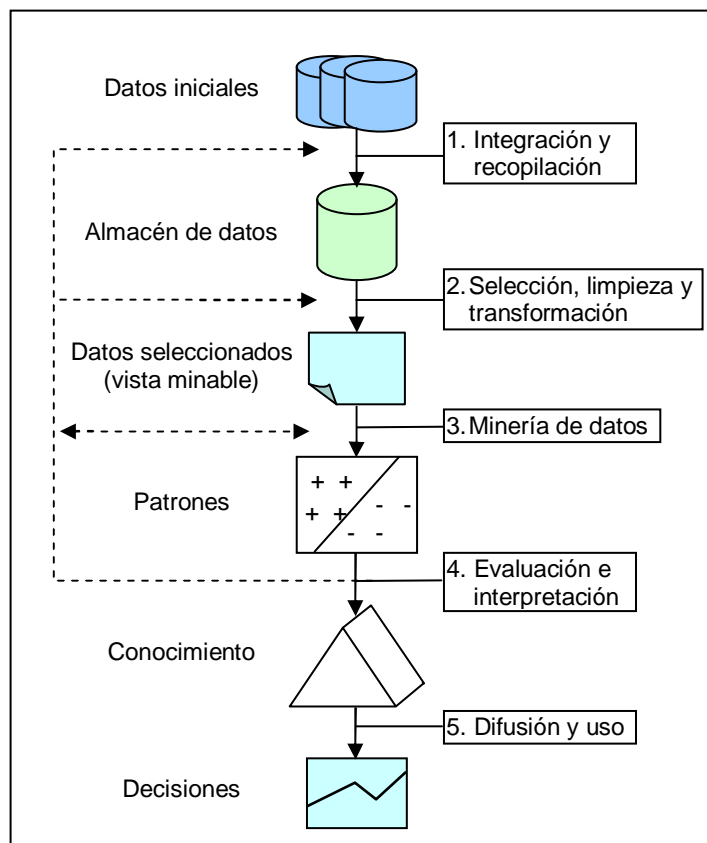 Datos iniciales
1. Integración y
recopilación
Almacén de datos
2. Selección, limpieza y
transformación
Datos seleccionados
(vista minable)
3. Minería de datos
+ +
+ + - -
- -
Patrones
4. Evaluación e
interpretación
Conocimiento
5. Difusión y uso
Decisiones